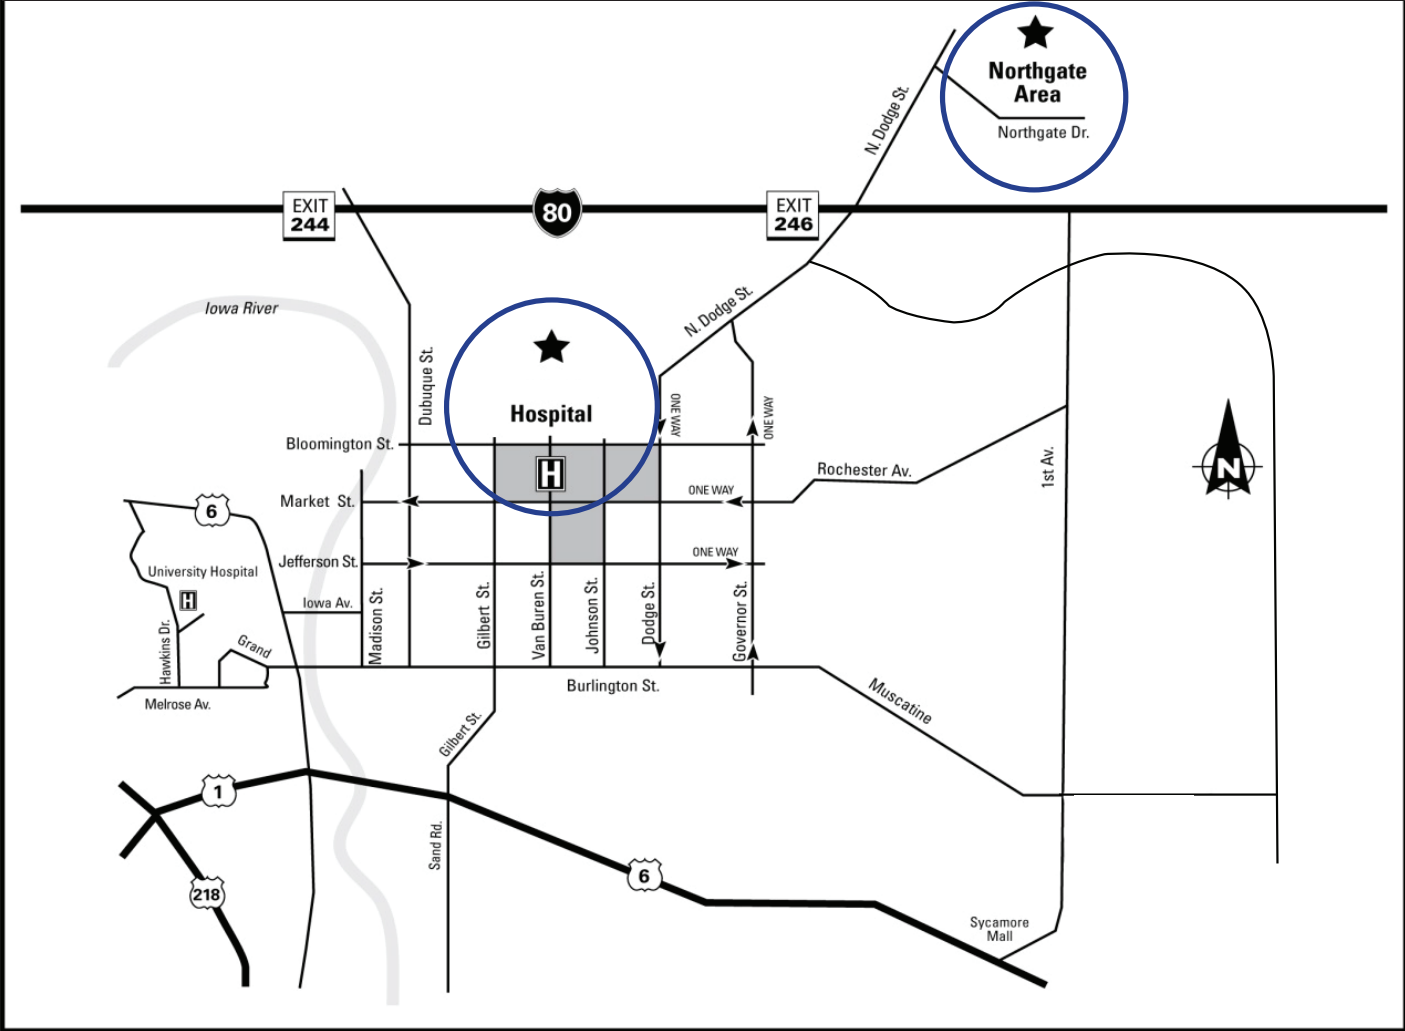 Northgate
Area
N. Dodge St.
Northgate Dr.
EXIT
244
80
EXIT
246
Iowa River
N. Dodge St.
Dubuque St.
ONE WAY
ONE WAY
Hospital
Bloomington St.
H
Rochester Av.
1st Av.
N
Market St.
ONE WAY
6
Jefferson St.
ONE WAY
University Hospital
H
Iowa Av.
Madison St.
Gilbert St.
Van Buren St.
Johnson St.
Dodge St.
Governor St.
Hawkins Dr.
Grand
Burlington St.
Melrose Av.
Muscatine
Gilbert St.
1
Sand Rd.
6
218
Sycamore
Mall